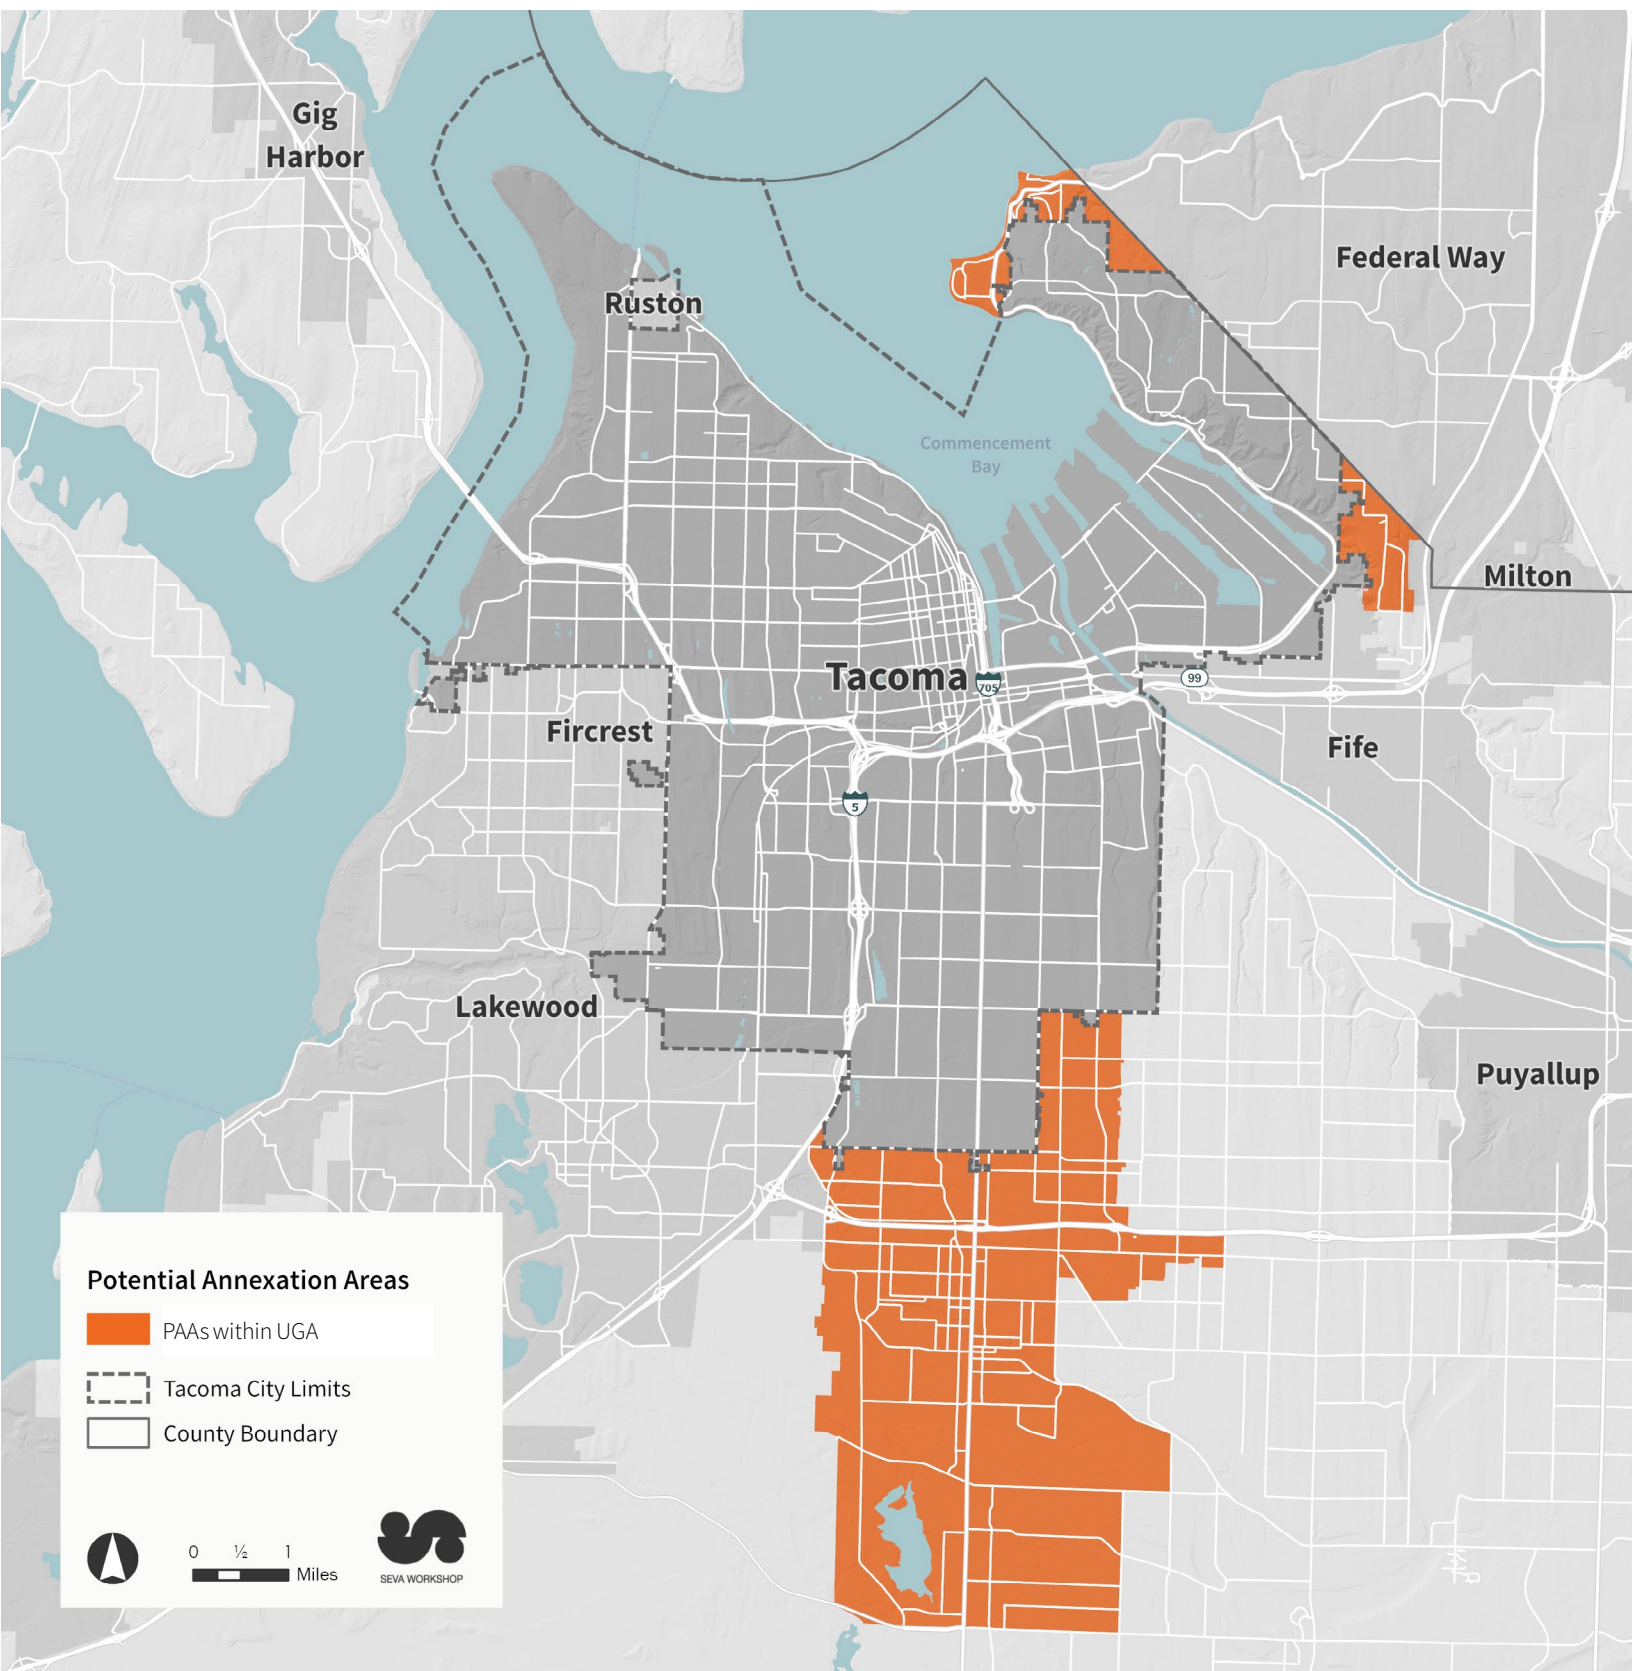 Gig
Harbor
Federal Way
Ruston
Commencement
Bay
Milton
Tacoma
705
99
Fircrest
Fife
5
Lakewood
Puyallup
Potential Annexation Areas
PAAs within UGA
Tacoma City Limits
County Boundary
0 ½ 1
Miles
SEVA WORKSHOP